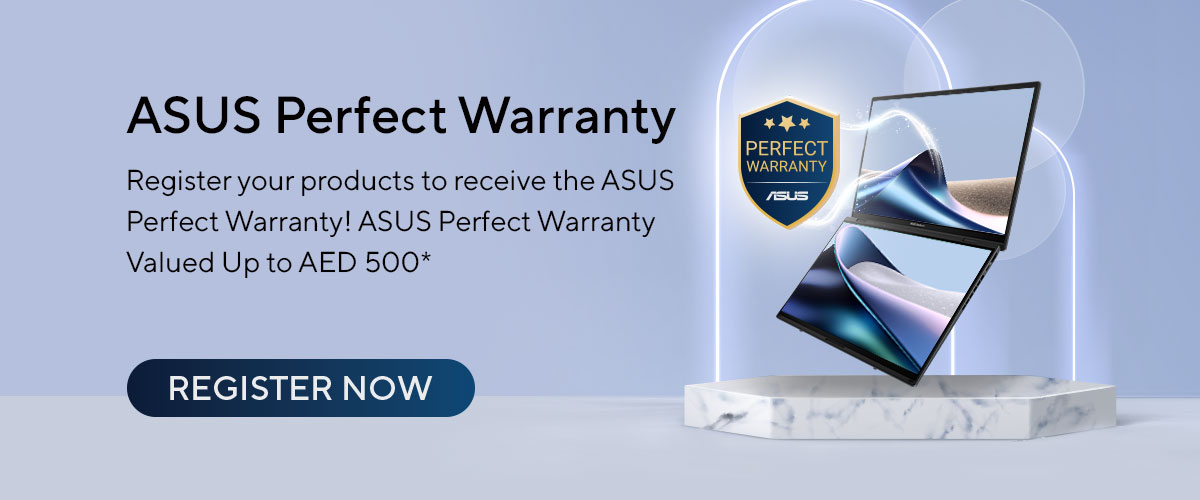 ASUS Perfect Warranty
Register your products to receive the ASUS
Perfect Warranty! ASUS Perfect Warranty
Valued Up to AED 500*
REGISTER NOW
PERFECT
WARRANTY
ASUS